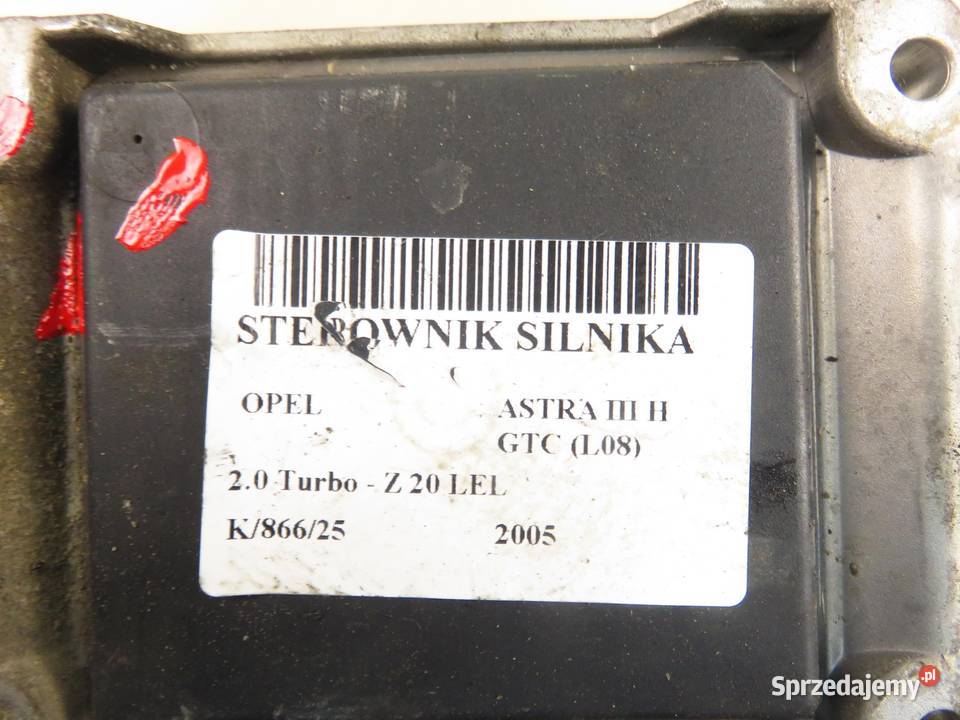 STEROWNIK SILNIKA
OPEL
ASTRA III H
GTC (L08)
2.0 Turbo - Z 20 LEL
K/866/25
2005
Sprzedajemy.pl